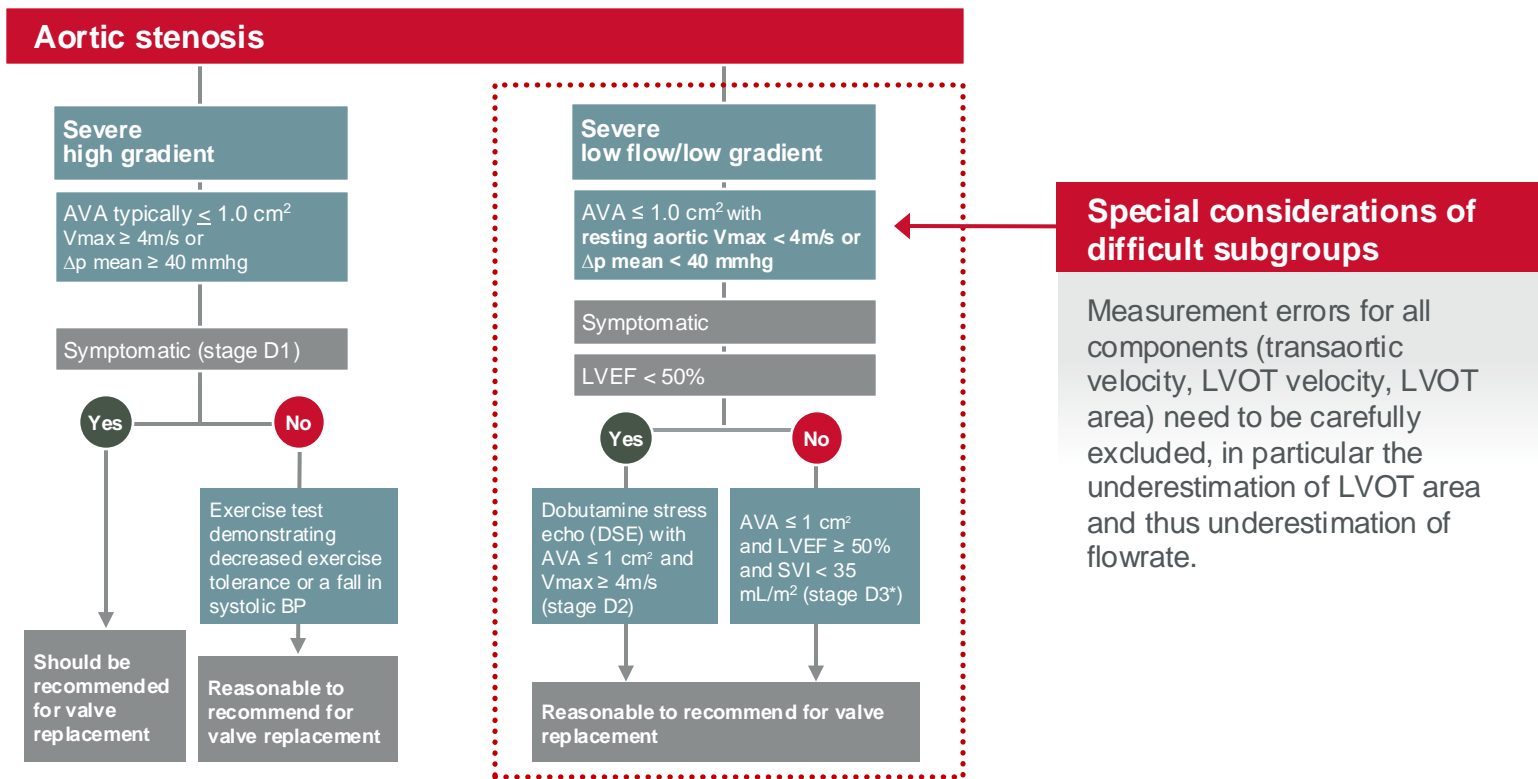 Aortic stenosis
Severe
high gradient
AVA typically ≤ 1.0 cm²
Vmax ≥ 4m/s or
Δp mean ≥ 40 mmhg
Symptomatic (stage D1)
Yes
No
Exercise test
demonstrating
decreased exercise
tolerance or a fall in
systolic BP
Should be
recommended
for valve
replacement
Reasonable to
recommend for
valve replacement
Severe
low flow/low gradient
AVA ≤ 1.0 cm² with
resting aortic Vmax < 4m/s or
Δp mean < 40 mmhg
Symptomatic
LVEF < 50%
Yes
No
Dobutamine stress
echo (DSE) with
AVA ≤ 1 cm² and
Vmax ≥ 4m/s
(stage D2)
AVA ≤ 1 cm²
and LVEF ≥ 50%
and SVI < 35
mL/m² (stage D3*)
Reasonable to recommend for valve
replacement
Special considerations of
difficult subgroups
Measurement errors for all
components (transaortic
velocity, LVOT velocity, LVOT
area) need to be carefully
excluded, in particular the
underestimation of LVOT area
and thus underestimation of
flowrate.